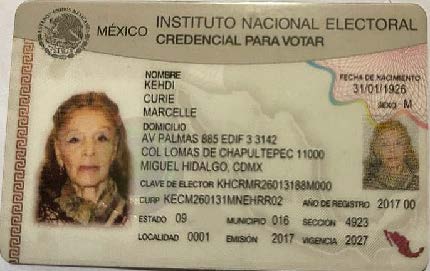 MÉXICO INSTITUTO NACIONAL ELECTORAL
CREDENCIAL PARA VOTAR
NOMBRE
KEHDI
CURIE
MARCELLE
FECHA DE NACIMIENTO
31/01/1926
SEXO M
DOMICILIO
AV PALMAS 885 EDIF 3 3142
COL LOMAS DE CHAPULTEPEC 11000
MIGUEL HIDALGO, CDMX
CLAVE DE ELECTOR KHCRMR26013188M000
CURP KECM260131MNEHRR02 AÑO DE REGISTRO 2017 00
ESTADO 09 MUNICIPIO 016 SECCIÓN 4923
LOCALIDAD 0001 EMISIÓN 2017 VIGENCIA 2027